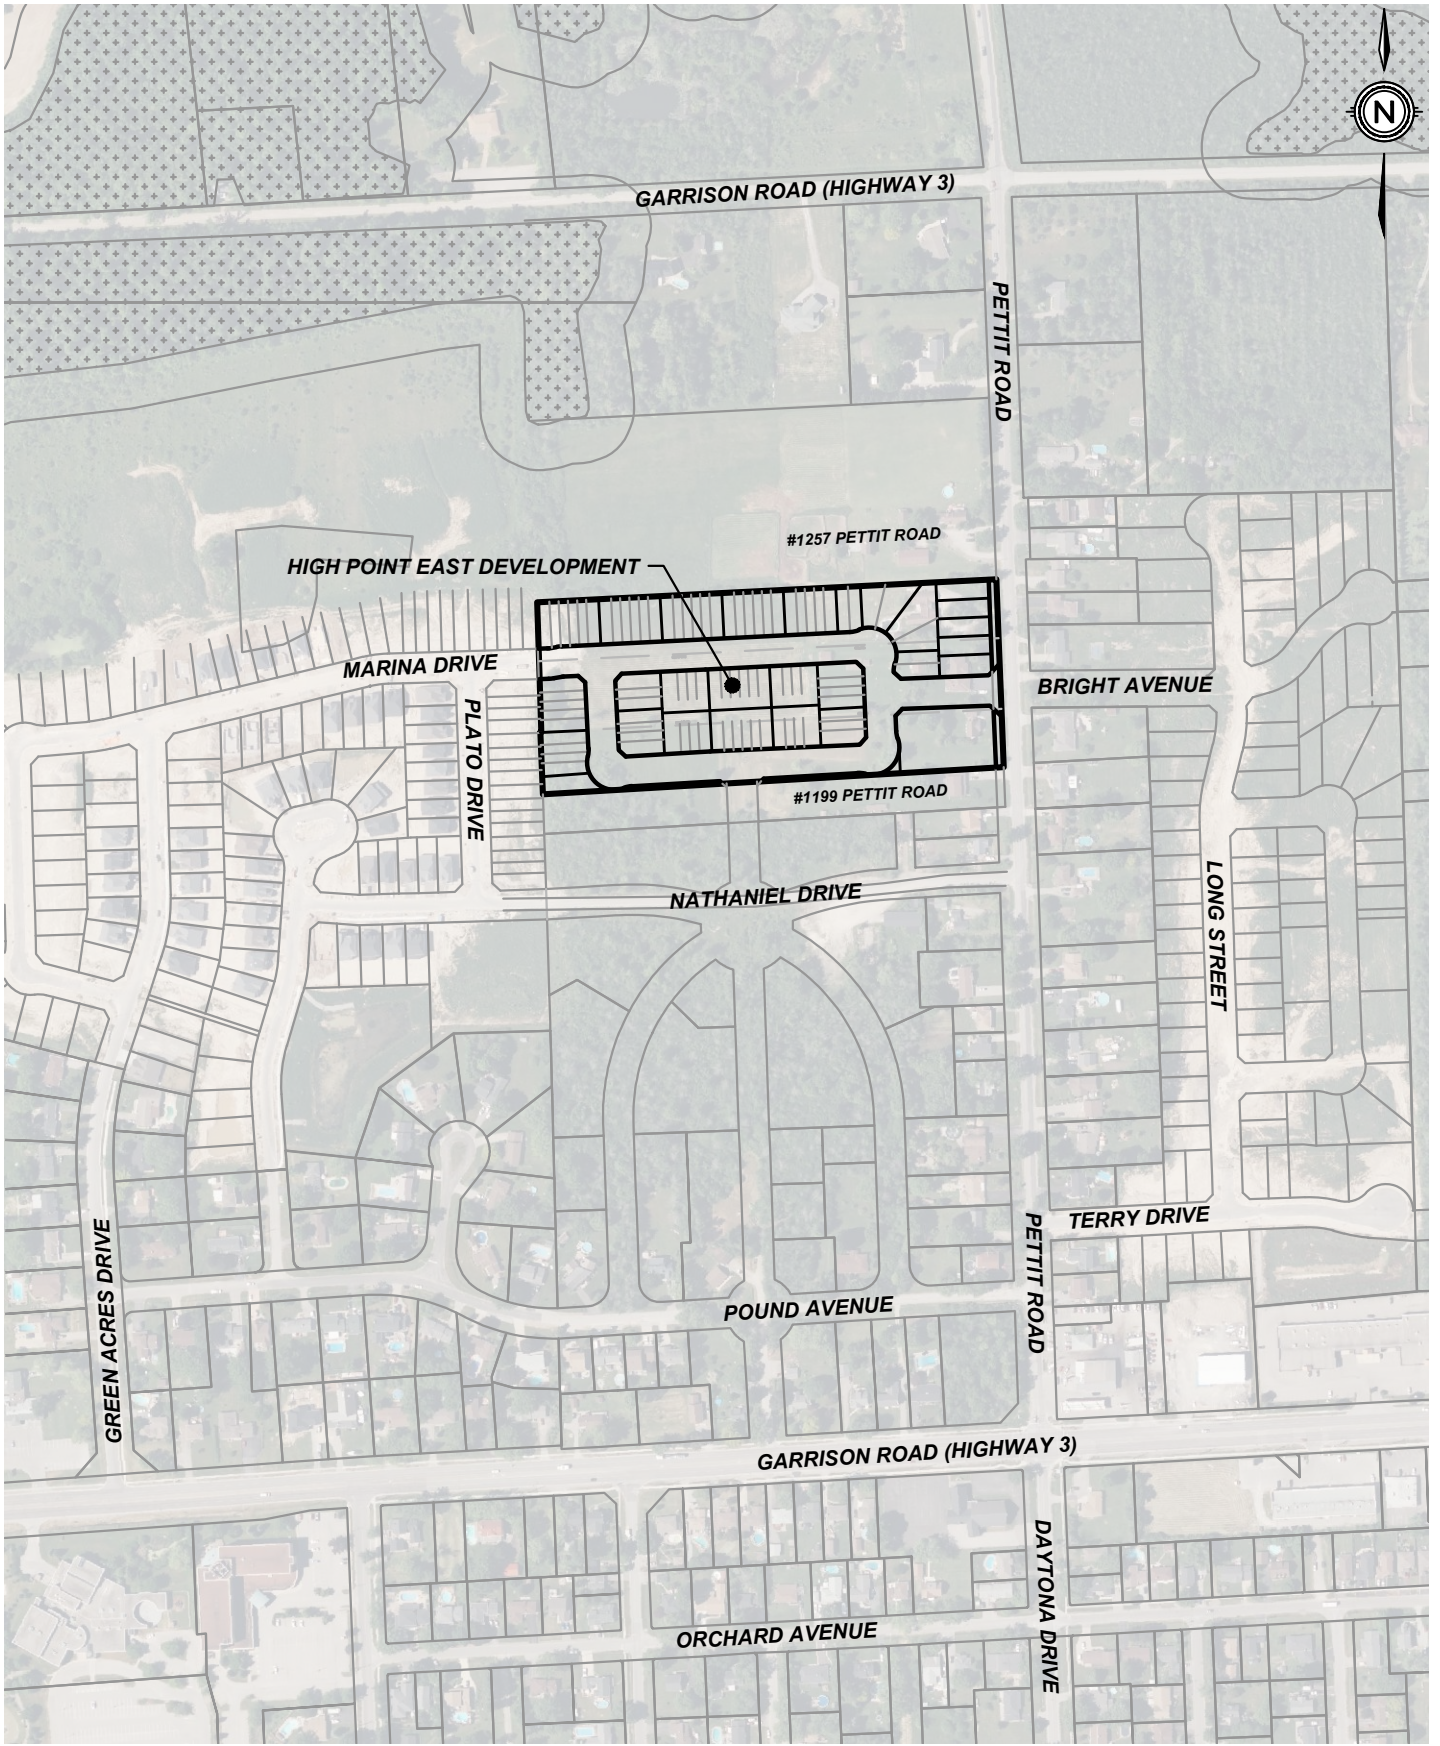 N
GARRISON ROAD (HIGHWAY 3)
PETTIT ROAD
#1257 PETTIT ROAD
HIGH POINT EAST DEVELOPMENT
MARINA DRIVE
BRIGHT AVENUE
PLATO DRIVE
#1199 PETTIT ROAD
NATHANIEL DRIVE
LONG STREET
TERRY DRIVE
PETTIT ROAD
GREEN ACRES DRIVE
POUND AVENUE
GARRISON ROAD (HIGHWAY 3)
DAYTONA DRIVE
ORCHARD AVENUE